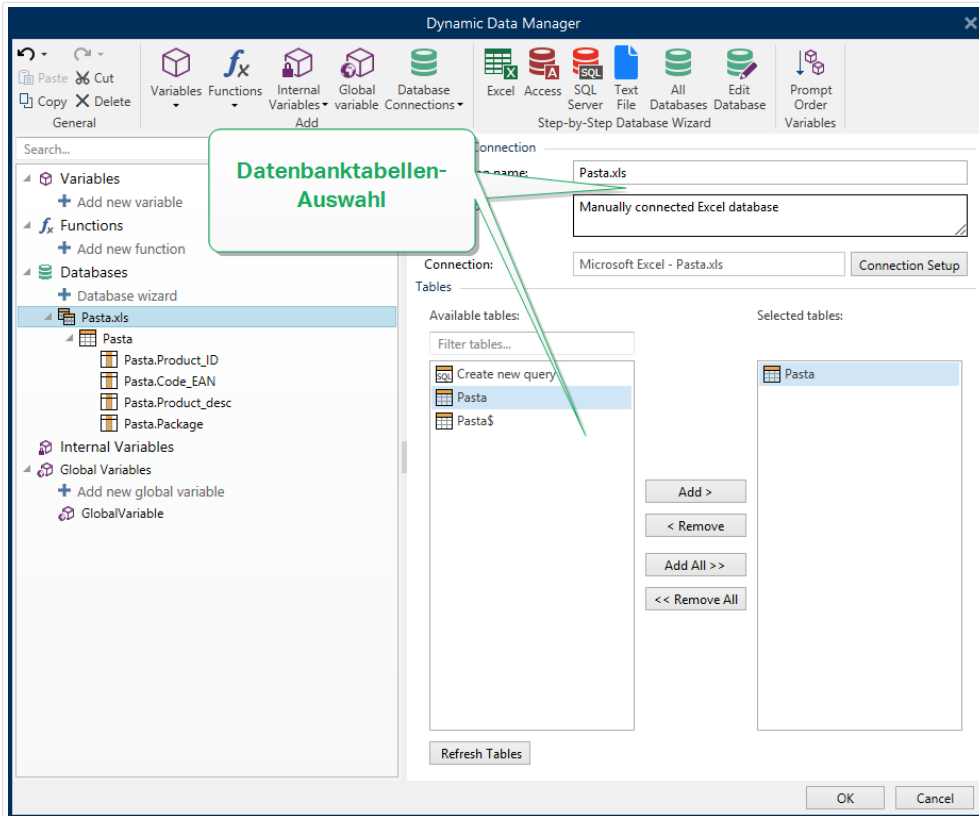 Dynamic Data Manager
Paste
Cut
Copy
Delete
General
Variables
Functions
Internal
Variables
Global
variable
Database
Connections
Add
Excel
Access
SQL
Server
Text
File
All
Databases
Edit
Database
Step-by-Step Database Wizard
Prompt
Order
Variables
Search...
Variables
Add new variable
Functions
Add new function
Databases
Database wizard
Pasta.xls
Pasta
Pasta.Product_ID
Pasta.Code_EAN
Pasta.Product_desc
Pasta.Package
Internal Variables
Global Variables
Add new global variable
GlobalVariable
Datenbanktabellen-
Auswahl
Connection
name:
Pasta.xls
Manually connected Excel database
Connection:
Microsoft Excel - Pasta.xls
Connection Setup
Tables
Available tables:
Selected tables:
Filter tables...
SQL Create new query
Pasta
Pasta$
Pasta
Add >
< Remove
Add All >>
<< Remove All
Refresh Tables
OK
Cancel